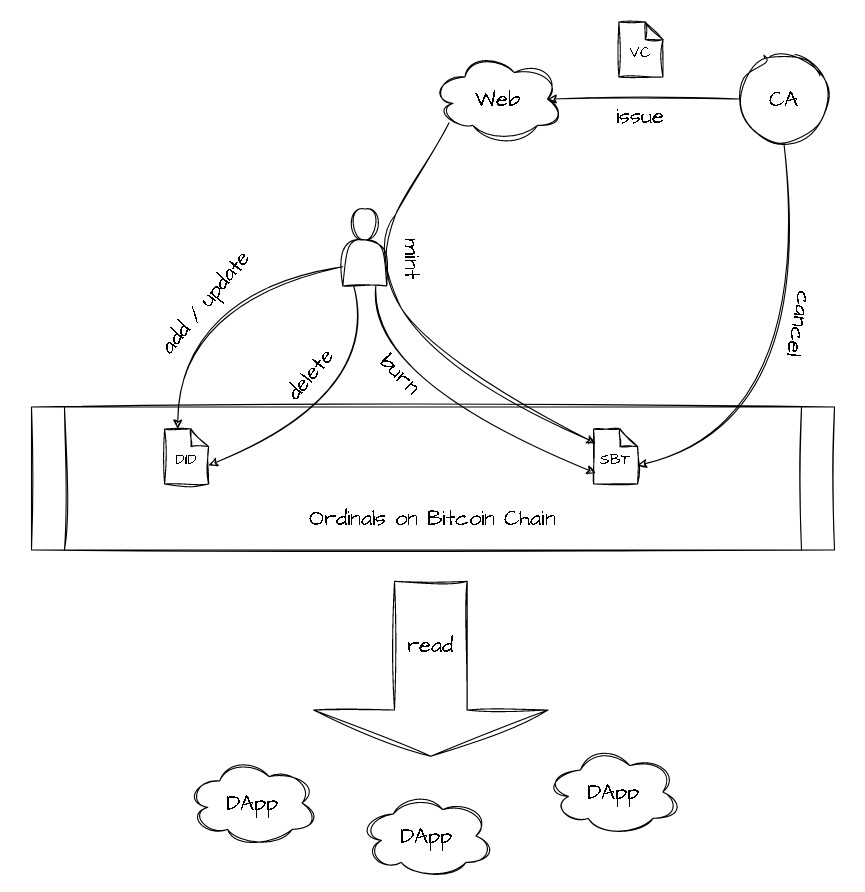 VC
Web
CA
issue
mint
add / update
cancel
delete
burn
DID
SBT
Ordinals on Bitcoin Chain
read
DApp
DApp
DApp